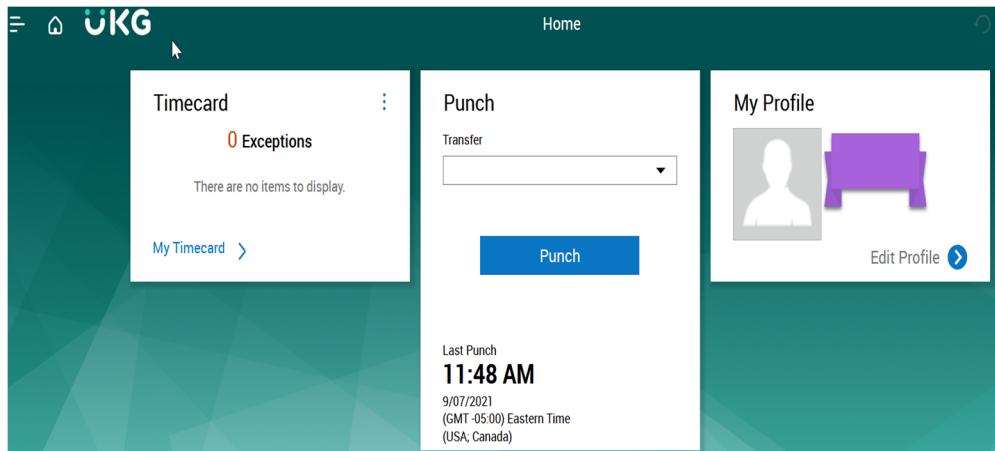 UKG
Home
Timecard
0 Exceptions
There are no items to display.
My Timecard
Punch
Transfer
Punch
Last Punch
11:48 AM
9/07/2021
(GMT -05:00) Eastern Time
(USA; Canada)
My Profile
Edit Profile